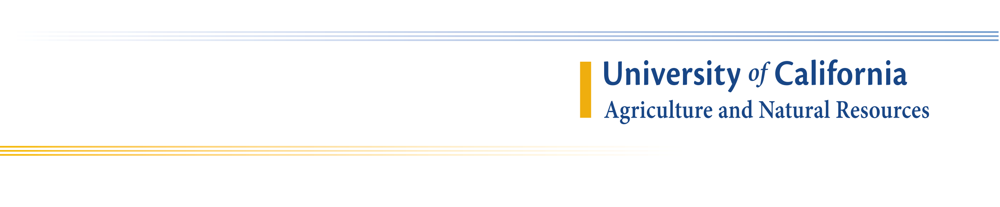 University of California
Agriculture and Natural Resources